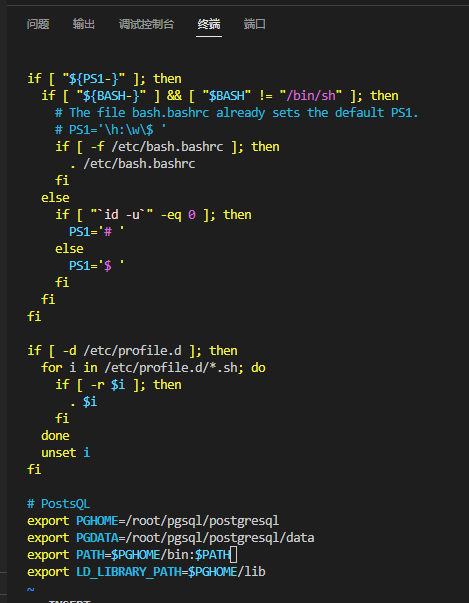 问题 输出 调试控制台 终端 端口
if [ "${PS1-}" ]; then
  if [ "${BASH-}" ] && [ "$BASH" != "/bin/sh" ]; then
    # The file bash.bashrc already sets the default PS1.
    # PS1='\h:\w\$ '
    if [ -f /etc/bash.bashrc ]; then
      . /etc/bash.bashrc
    fi
  else
    if [ "`id -u`" -eq 0 ]; then
      PS1='# '
    else
      PS1='$ '
    fi
  fi
fi

if [ -d /etc/profile.d ]; then
  for i in /etc/profile.d/*.sh; do
    if [ -r $i ]; then
      . $i
    fi
  done
  unset i
fi

# PostsQL
export PGHOME=/root/pgsql/postgresql
export PGDATA=/root/pgsql/postgresql/data
export PATH=$PGHOME/bin:$PATH
export LD_LIBRARY_PATH=$PGHOME/lib
~
-- INSERT --